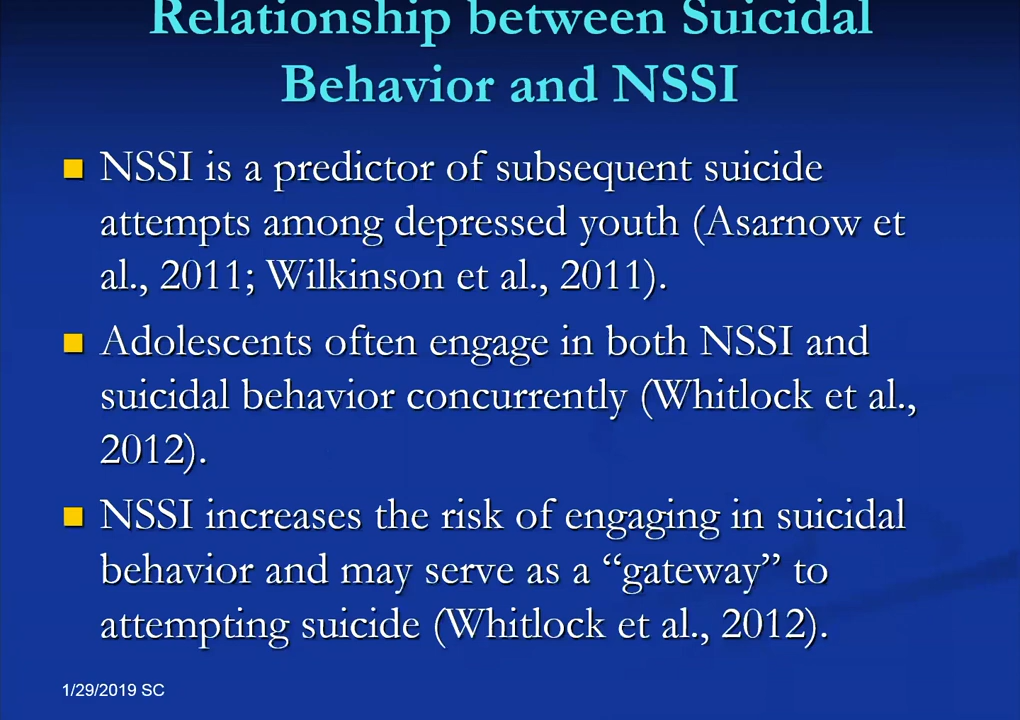 Relationship between Suicidal
Behavior and NSSI
NSSI is a predictor of subsequent suicide
attempts among depressed youth (Asarnow et
al., 2011; Wilkinson et al., 2011).
Adolescents often engage in both NSSI and
suicidal behavior concurrently (Whitlock et al.,
2012).
NSSI increases the risk of engaging in suicidal
behavior and may serve as a “gateway” to
attempting suicide (Whitlock et al., 2012).
1/29/2019 SC